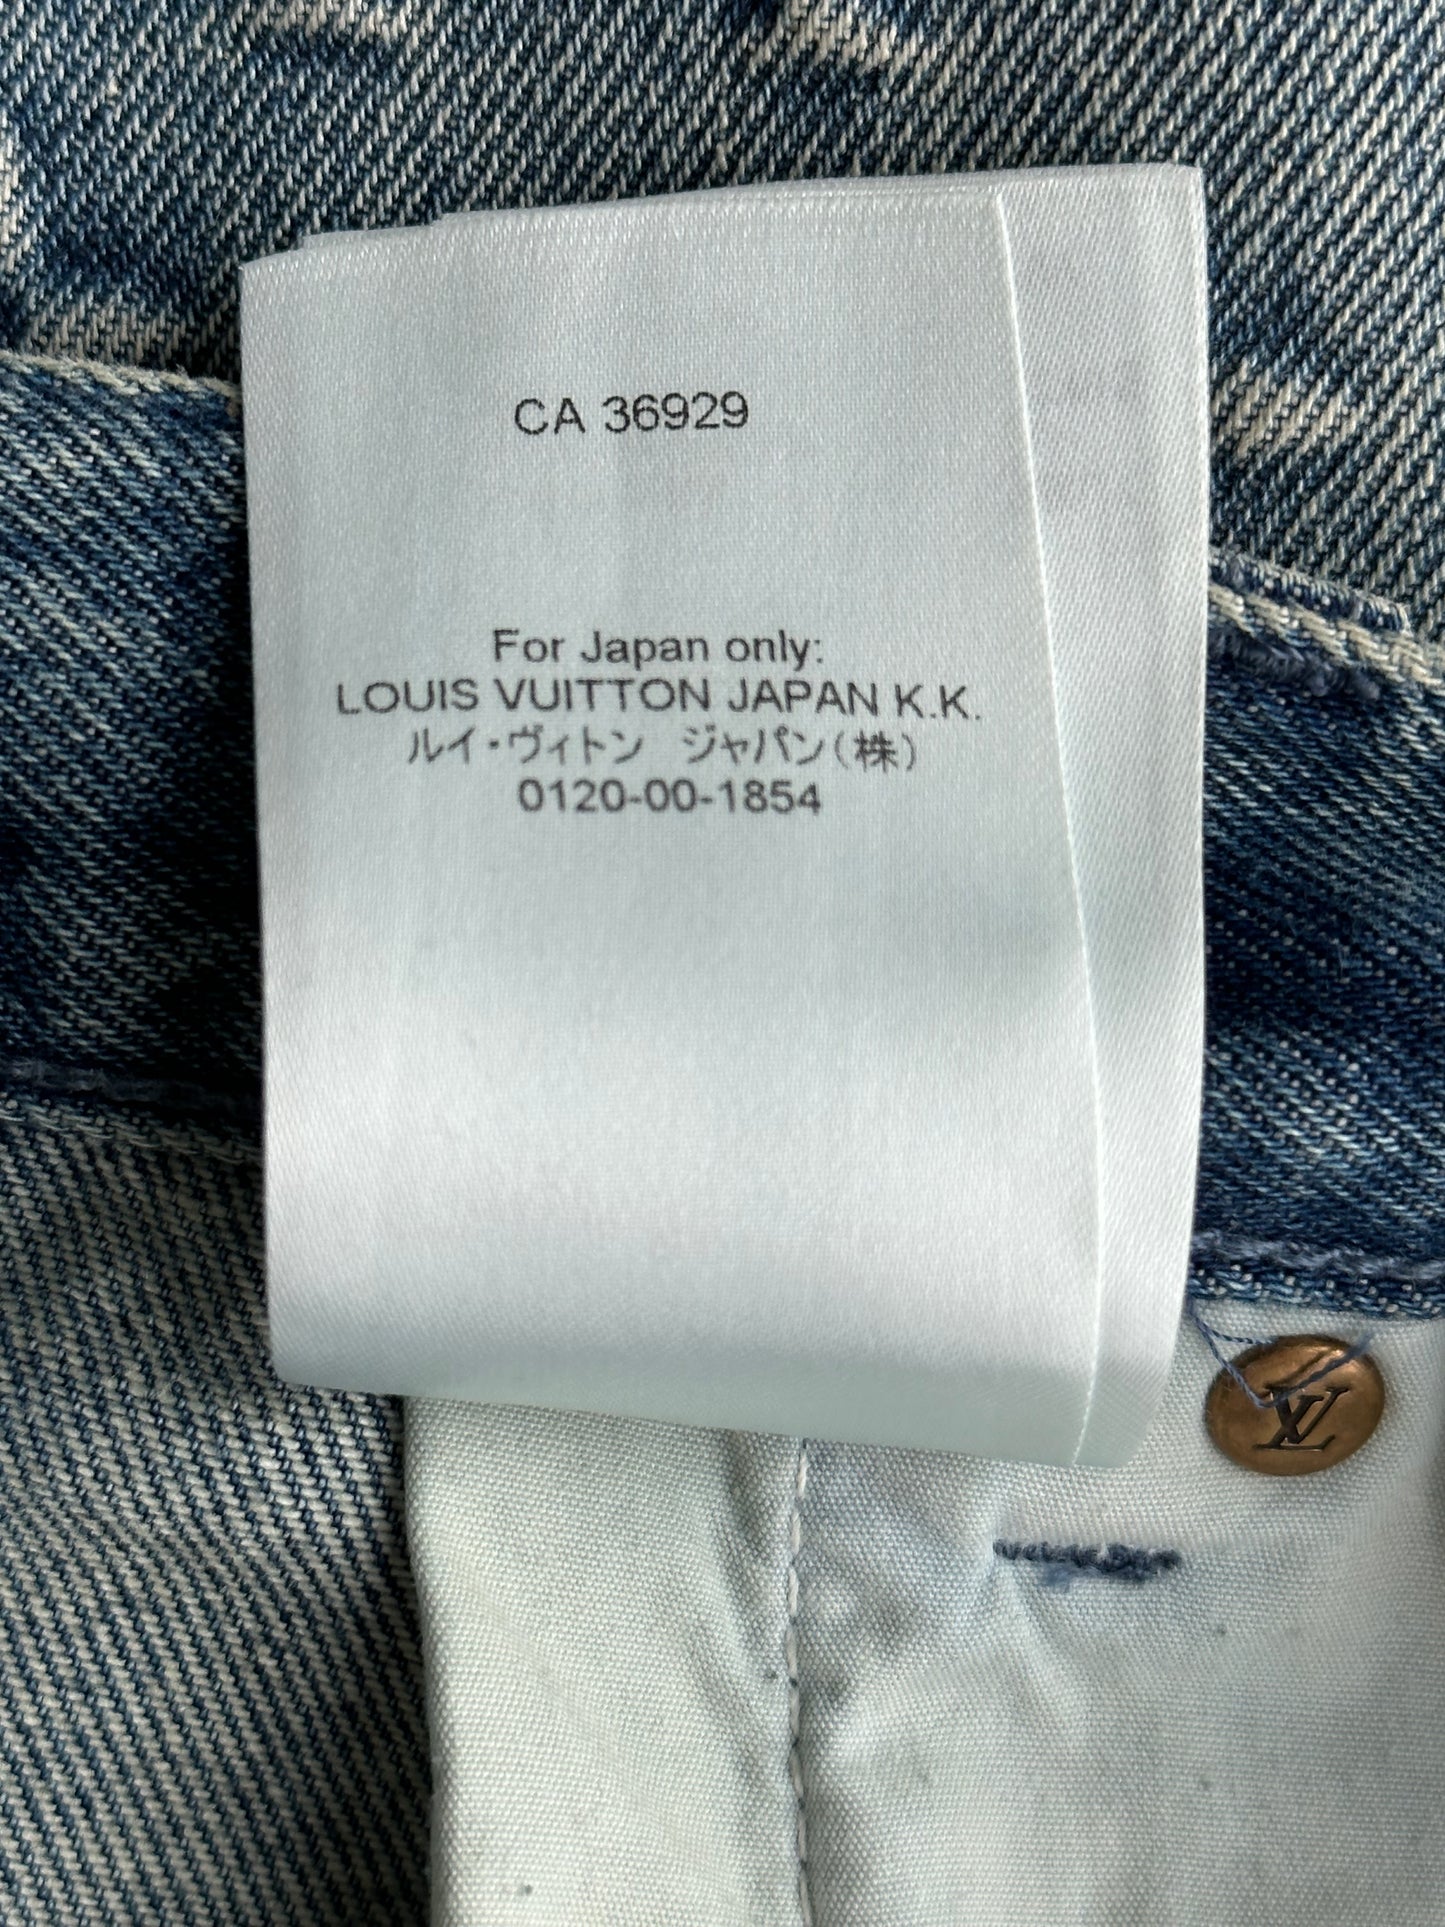 CA 36929
For Japan only:
LOUIS VUITTON JAPAN K.K.
ルイ・ヴィトン ジャパン(株)
0120-00-1854
LV